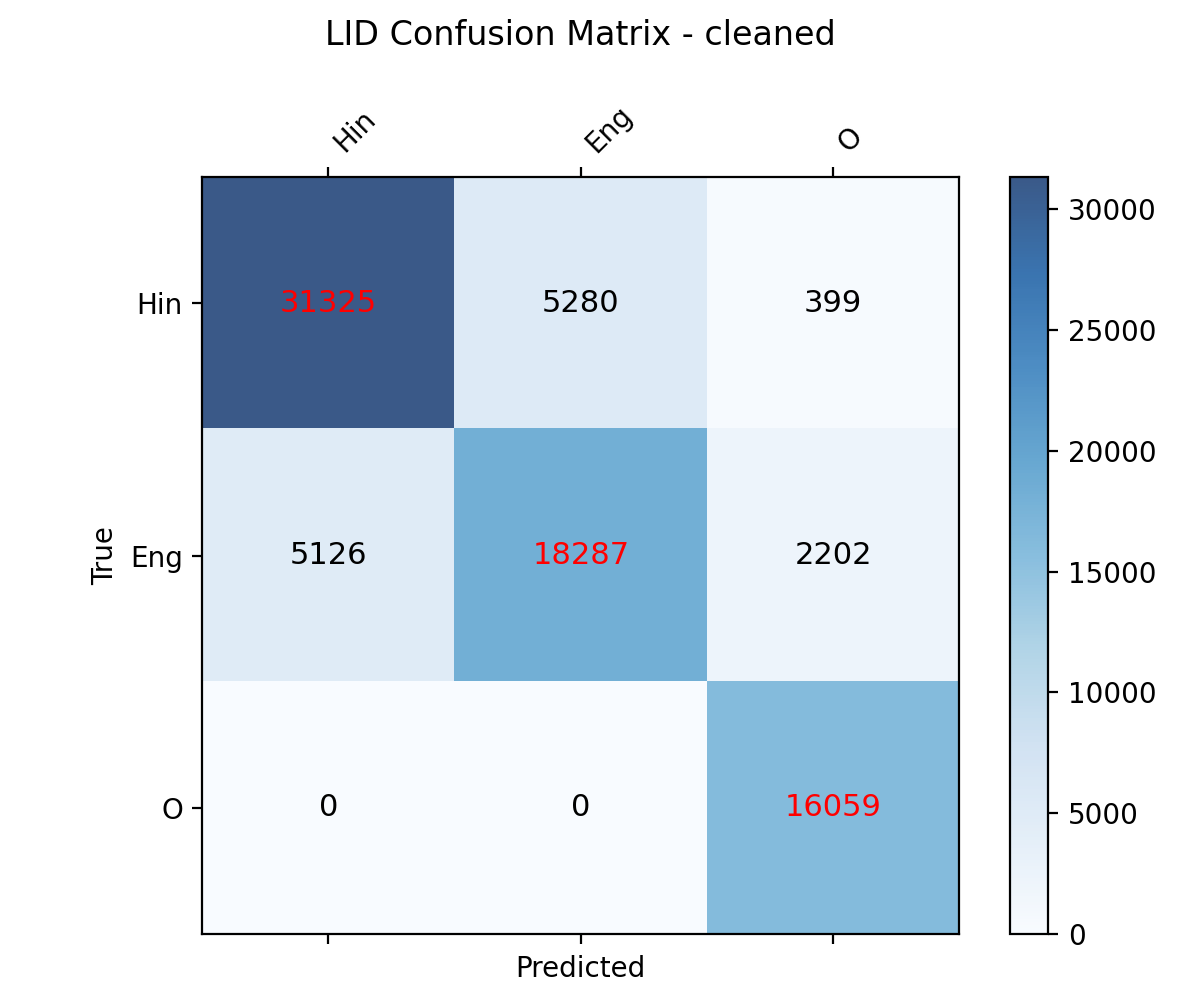 LID Confusion Matrix - cleaned
Hin Eng O
Hin 31325 5280 399
True
Eng 5126 18287 2202
O 0 0 16059
Predicted
30000
25000
20000
15000
10000
5000
0